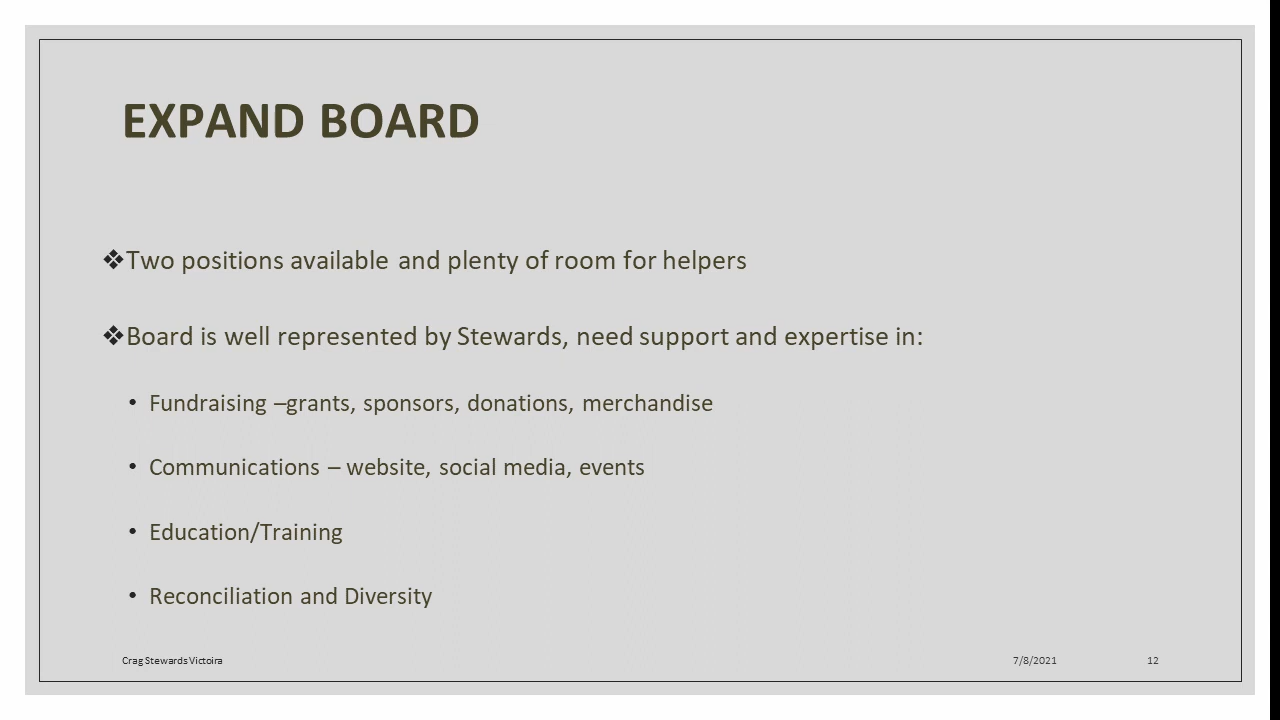 EXPAND BOARD
❖Two positions available and plenty of room for helpers
❖Board is well represented by Stewards, need support and expertise in:
• Fundraising –grants, sponsors, donations, merchandise
• Communications – website, social media, events
• Education/Training
• Reconciliation and Diversity
Crag Stewards Victoira 7/8/2021 12